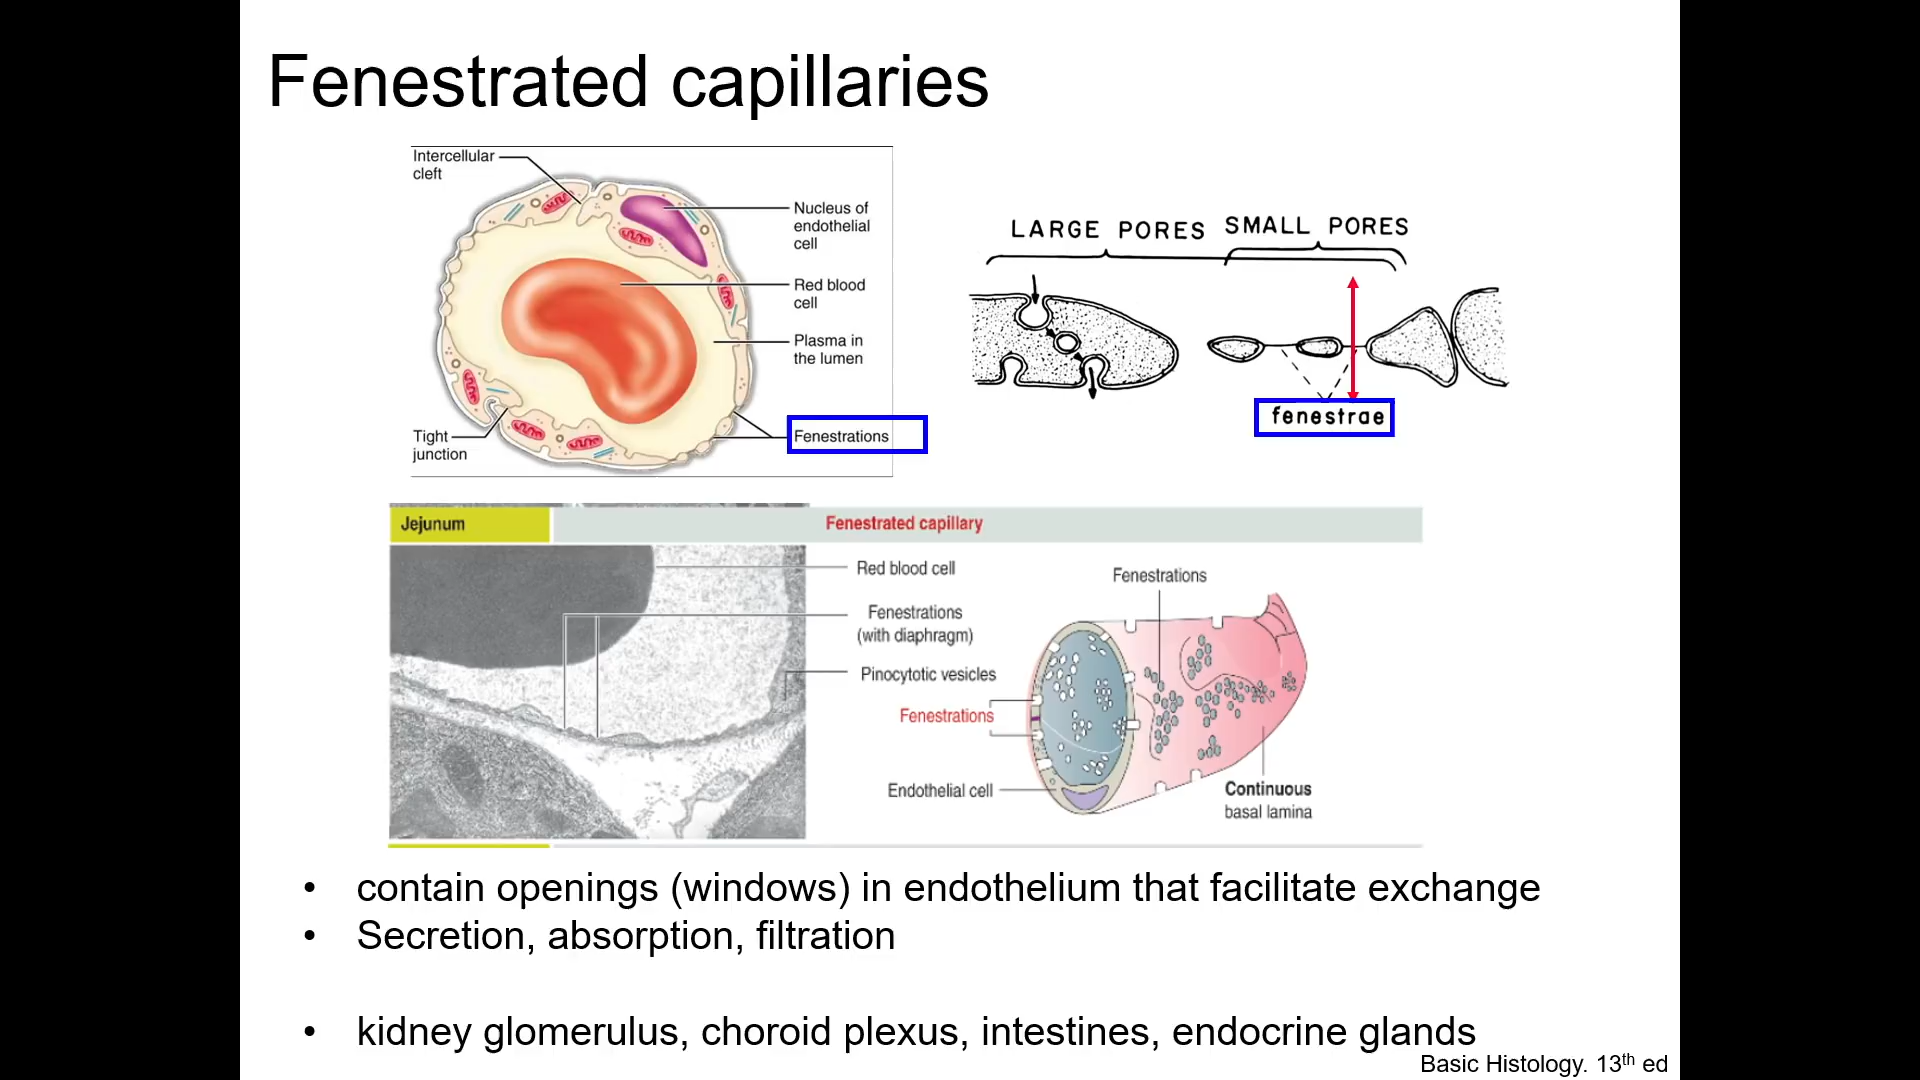 Fenestrated capillaries
Intercellular
cleft
Nucleus of
endothelial
cell
Red blood
cell
Plasma in
the lumen
Fenestrations
Tight
junction
LARGE PORES
SMALL PORES
fenestrae
Jejunum
Fenestrated capillary
Red blood cell
Fenestrations
(with diaphragm)
Pinocytotic vesicles
Fenestrations
Endothelial cell
Fenestrations
Continuous
basal lamina
• contain openings (windows) in endothelium that facilitate exchange
• Secretion, absorption, filtration
• kidney glomerulus, choroid plexus, intestines, endocrine glands
Basic Histology. 13th ed